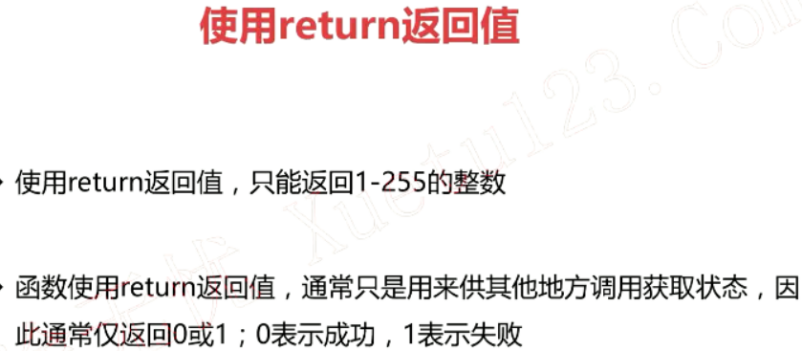 使用return返回值
使用return返回值，只能返回1-255的整数
函数使用return返回值，通常只是用来供其他地方调用获取状态，因
此通常仅返回0或1；0表示成功，1表示失败
Xuetu123.Com